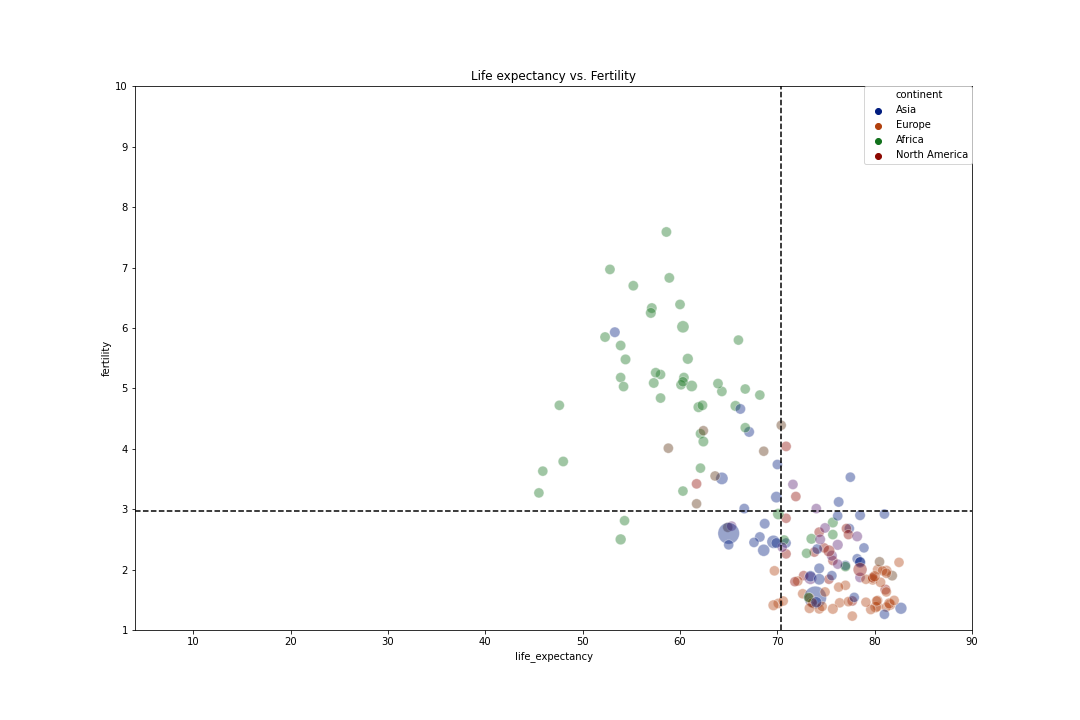 Life expectancy vs. Fertility
continent
Asia
Europe
Africa
North America
fertility
10
9
8
7
6
5
4
3
2
1
10 20 30 40 50 60 70 80 90
life_expectancy